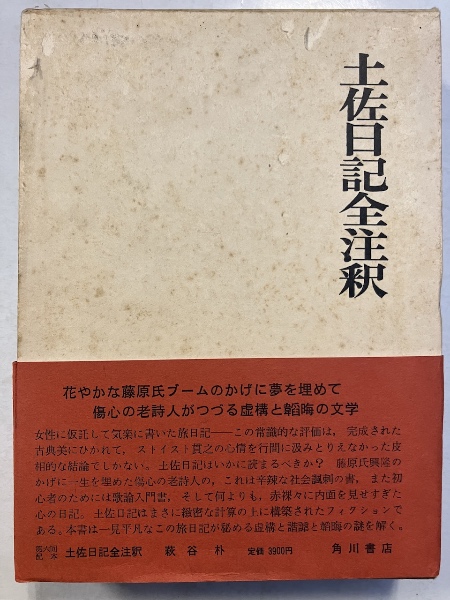 土佐日記全注釈
花やかな藤原氏ブームのかげに夢を埋めて
傷心の老詩人がつづる虚構と韜晦の文学
女性に仮託して気楽に書いた旅日記――この常識的な評価は、完成された
古典美にひかれて、ストイスト貫之の心情を行間に汲みとりえなかった皮
相的な結論でしかない。土佐日記はいかに読まるべきか? 藤原氏興隆の
かげに一生を埋めた傷心の老詩人の、これは辛辣な社会諷刺の書、また初
心者のためには歌論入門書、そして何よりも、赤裸々に内面を見せすぎた
心の日記。土佐日記はまさに緻密な計算の上に構築されたフィクションで
ある。本書は一見平凡なこの旅日記が秘める虚構と諧謔と韜晦の謎を解く。
土佐日記全注釈 萩谷 朴 定価 3900円 角川書店